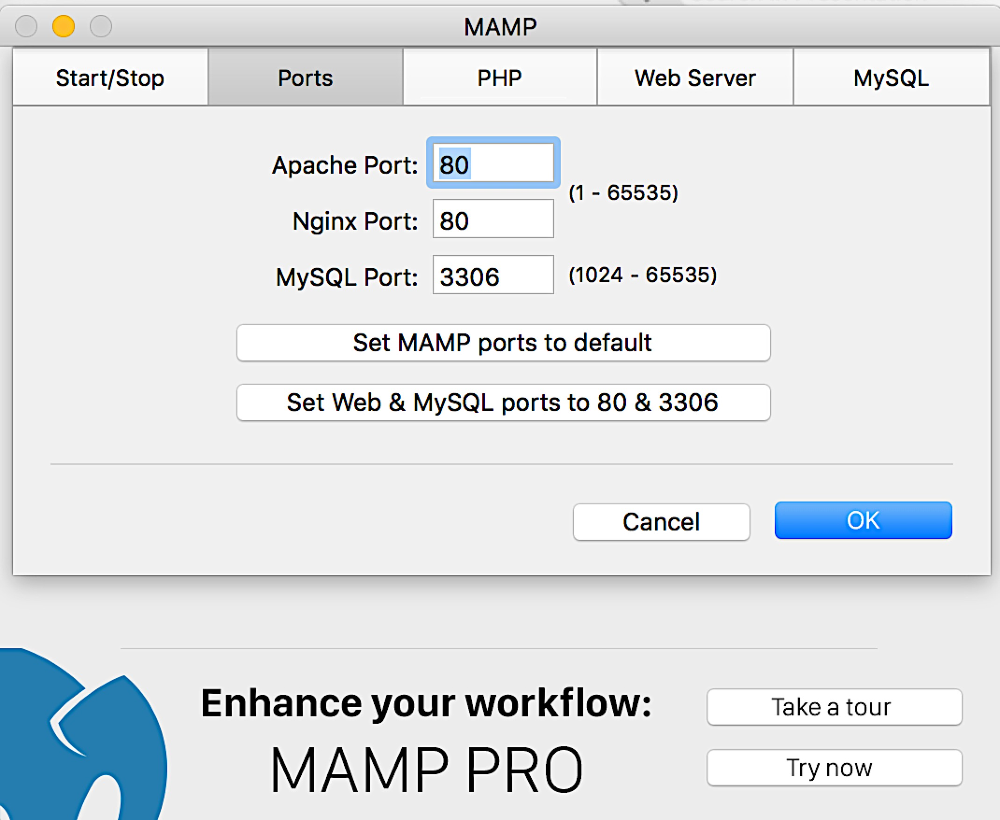 MAMP
Start/Stop
Ports
PHP
Web Server
MySQL
Apache Port:
80
(1 - 65535)
Nginx Port:
80
MySQL Port:
3306
(1024 - 65535)
Set MAMP ports to default
Set Web & MySQL ports to 80 & 3306
Cancel
OK
Enhance your workflow:
MAMP PRO
Take a tour
Try now